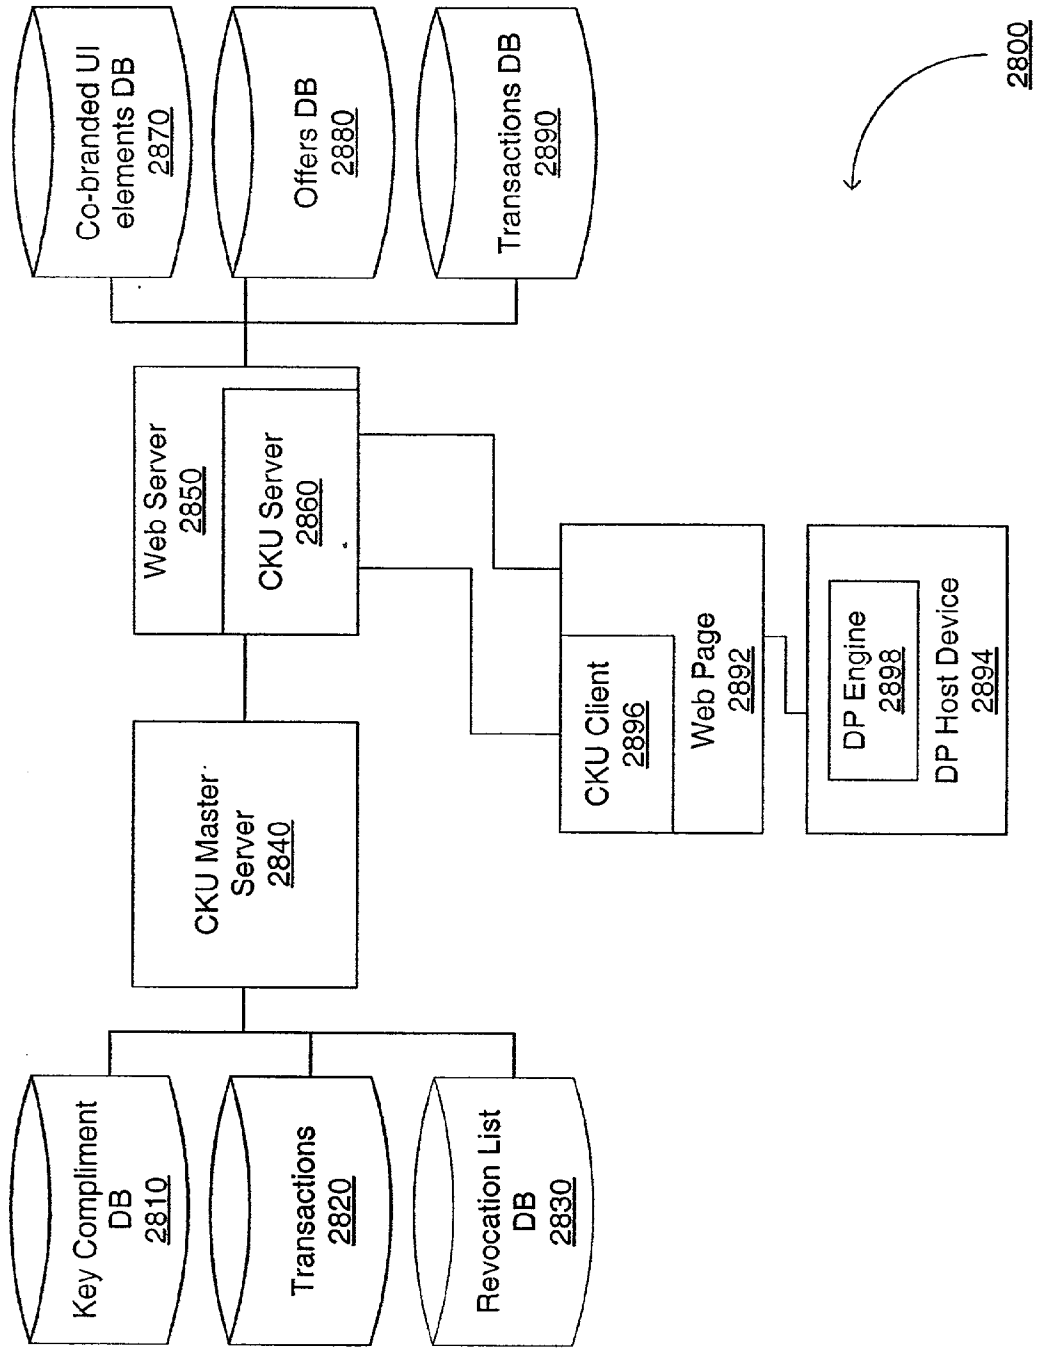 Key Compliment
DB
2810
Transactions
2820
Revocation List
DB
2830
CKU Master
Server
2840
Web Server
2850
CKU Server
2860
Co-branded UI
elements DB
2870
Offers DB
2880
Transactions DB
2890
CKU Client
2896
Web Page
2892
DP Engine
2898
DP Host Device
2894
2800